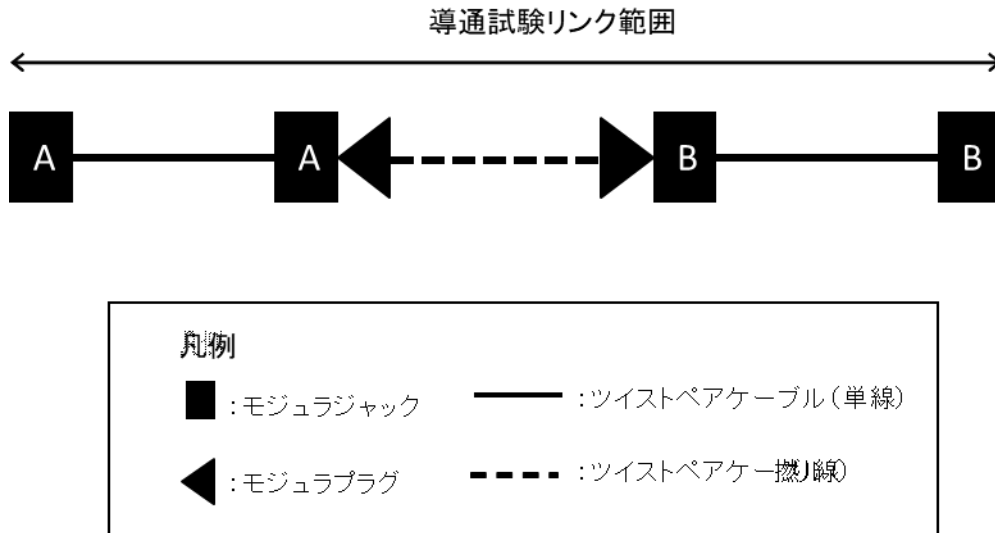 導通試験リンク範囲
A A B B
凡例
:モジュラジャック
:ツイストペアケーブル(単線)
:モジュラプラグ
:ツイストペアケー撚り線)